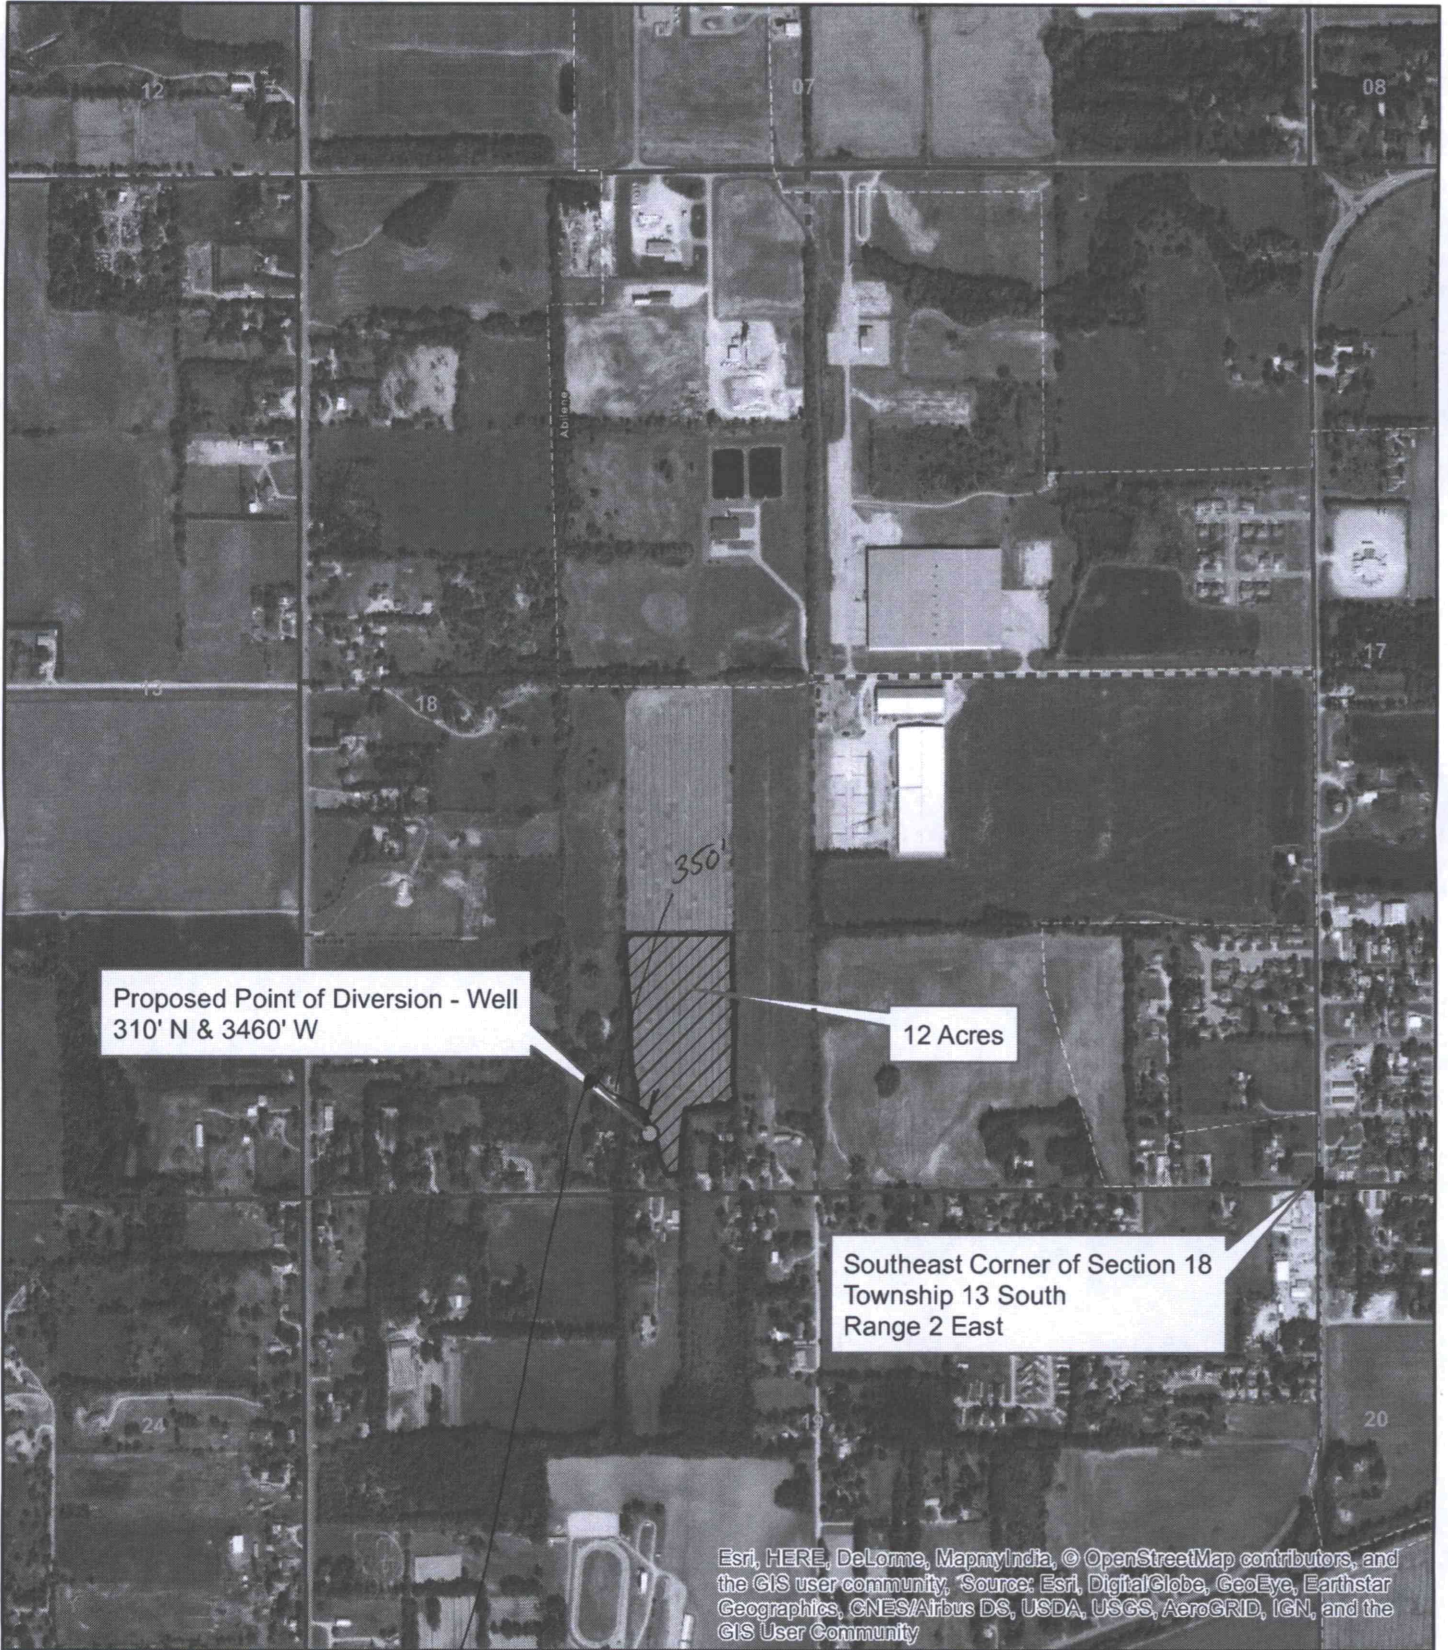 12
07
08
Abilene
17
13
18
350'
Proposed Point of Diversion - Well
310' N & 3460' W
12 Acres
Southeast Corner of Section 18
Township 13 South
Range 2 East
24
19
20
Esri, HERE, DeLorme, MapmyIndia, © OpenStreetMap contributors, and
the GIS user community, Source: Esri, DigitalGlobe, GeoEye, Earthstar
Geographics, CNES/Airbus DS, USDA, USGS, AeroGRID, IGN, and the
GIS User Community